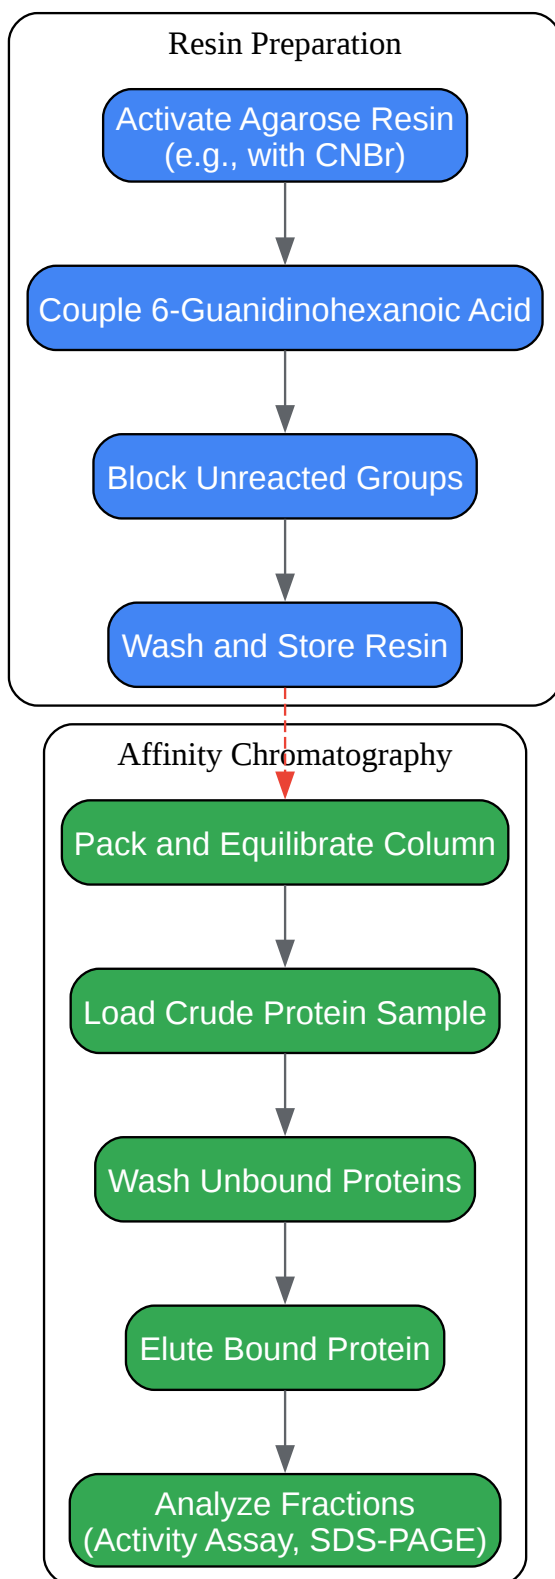 Resin Preparation
Activate Agarose Resin
(e.g., with CNBr)
Couple 6-Guanidinohexanoic Acid
Block Unreacted Groups
Wash and Store Resin
Affinity Chromatography
Pack and Equilibrate Column
Load Crude Protein Sample
Wash Unbound Proteins
Elute Bound Protein
Analyze Fractions
(Activity Assay, SDS-PAGE)